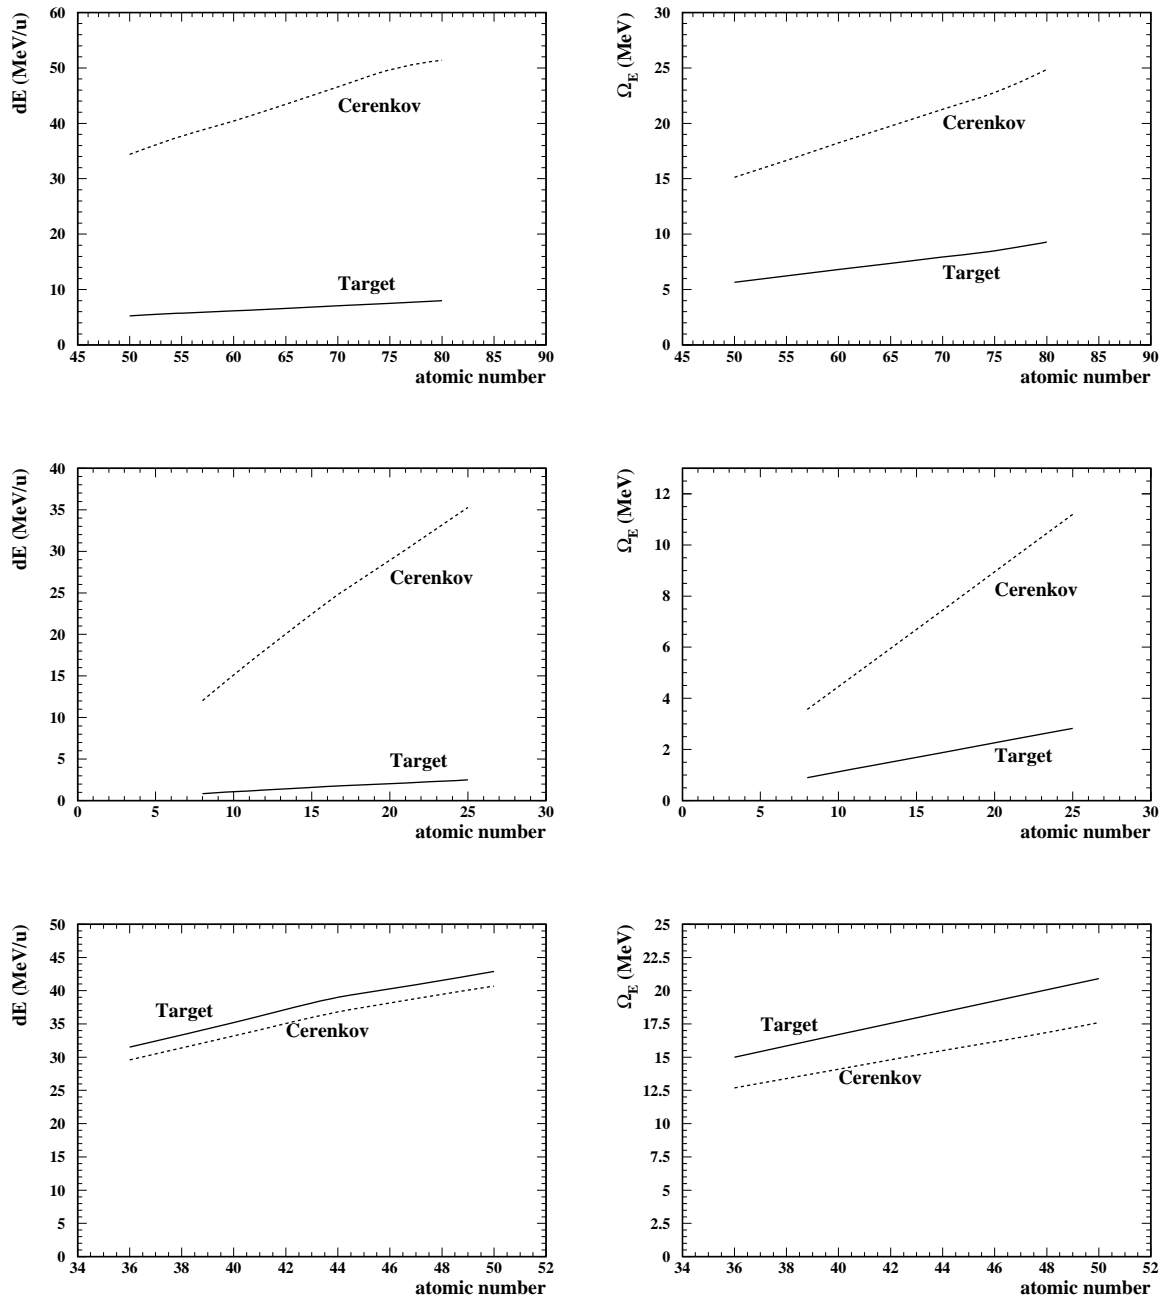 dE (MeV/u)
60
50
40
30
20
10
0
Cerenkov
Target
45 50 55 60 65 70 75 80 85 90
atomic number
Ω_E (MeV)
30
25
20
15
10
5
0
Cerenkov
Target
45 50 55 60 65 70 75 80 85 90
atomic number
dE (MeV/u)
40
35
30
25
20
15
10
5
0
Cerenkov
Target
0 5 10 15 20 25 30
atomic number
Ω_E (MeV)
12
10
8
6
4
2
0
Cerenkov
Target
0 5 10 15 20 25 30
atomic number
dE (MeV/u)
50
45
40
35
30
25
20
15
10
5
0
Target
Cerenkov
34 36 38 40 42 44 46 48 50 52
atomic number
Ω_E (MeV)
25
22.5
20
17.5
15
12.5
10
7.5
5
2.5
0
Target
Cerenkov
34 36 38 40 42 44 46 48 50 52
atomic number